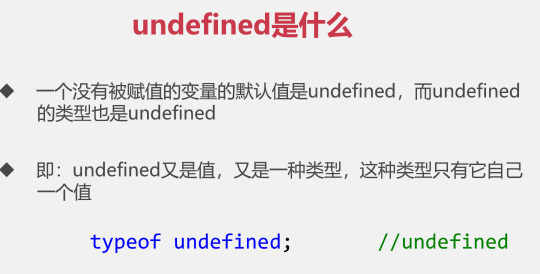 undefined是什么
◆ 一个没有被赋值的变量的默认值是undefined，而undefined
的类型也是undefined
◆ 即：undefined又是值，又是一种类型，这种类型只有它自己
一个值
typeof undefined; //undefined